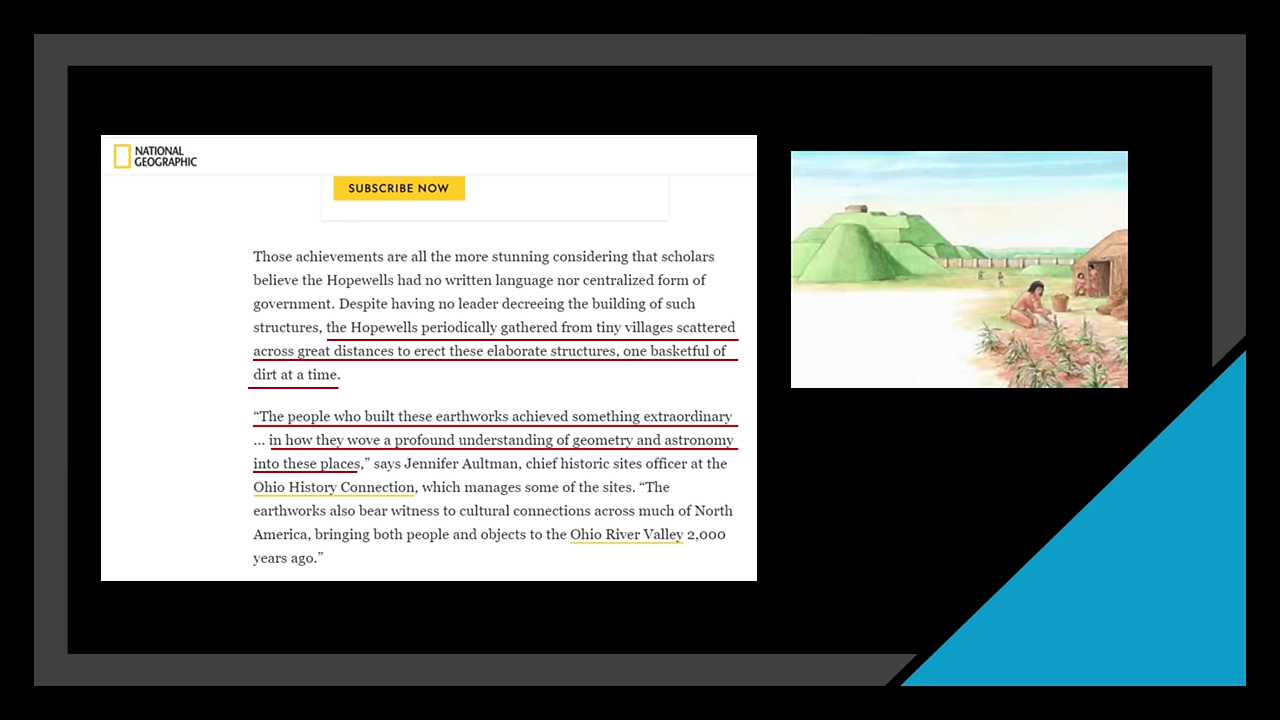 NATIONAL
GEOGRAPHIC
SUBSCRIBE NOW
Those achievements are all the more stunning considering that scholars
believe the Hopewells had no written language nor centralized form of
government. Despite having no leader decreeing the building of such
structures, the Hopewells periodically gathered from tiny villages scattered
across great distances to erect these elaborate structures, one basketful of
dirt at a time.
“The people who built these earthworks achieved something extraordinary
... in how they wove a profound understanding of geometry and astronomy
into these places,” says Jennifer Aultman, chief historic sites officer at the
Ohio History Connection, which manages some of the sites. “The
earthworks also bear witness to cultural connections across much of North
America, bringing both people and objects to the Ohio River Valley 2,000
years ago.”